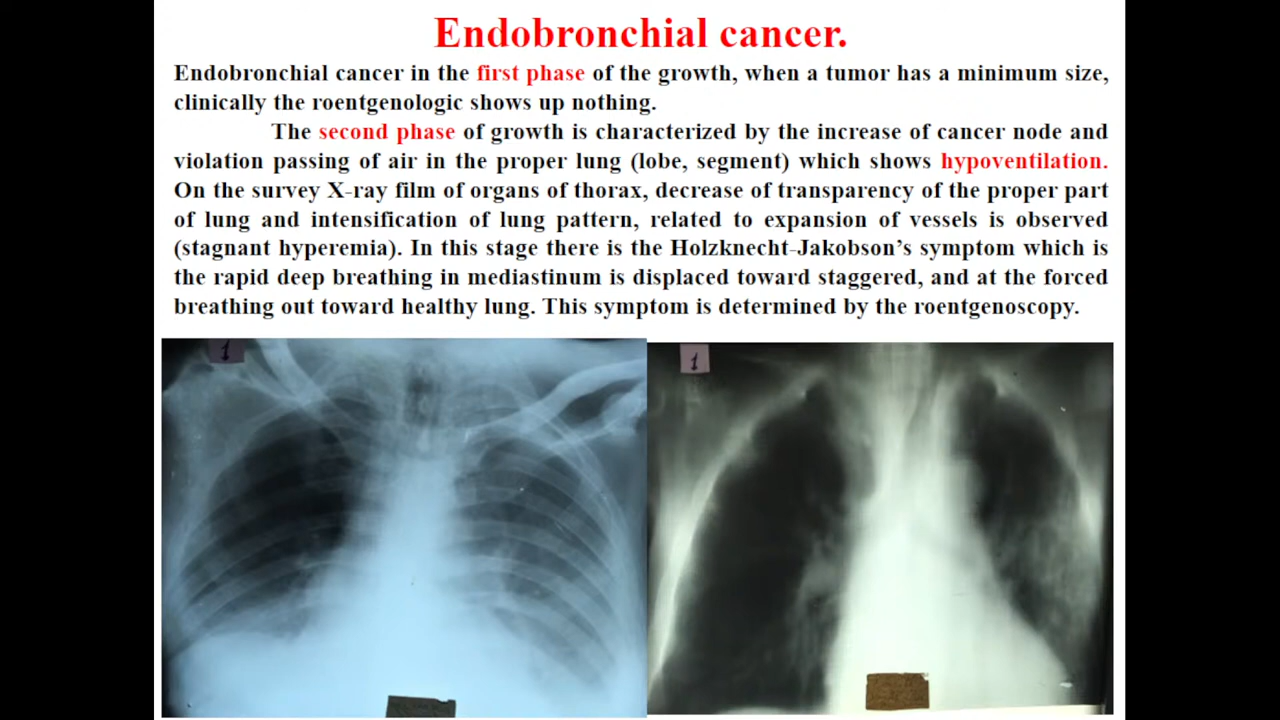 Endobronchial cancer.
Endobronchial cancer in the first phase of the growth, when a tumor has a minimum size,
clinically the roentgenologic shows up nothing.
The second phase of growth is characterized by the increase of cancer node and
violation passing of air in the proper lung (lobe, segment) which shows hypoventilation.
On the survey X-ray film of organs of thorax, decrease of transparency of the proper part
of lung and intensification of lung pattern, related to expansion of vessels is observed
(stagnant hyperemia). In this stage there is the Holzknecht-Jakobson’s symptom which is
the rapid deep breathing in mediastinum is displaced toward staggered, and at the forced
breathing out toward healthy lung. This symptom is determined by the roentgenoscopy.
1
1